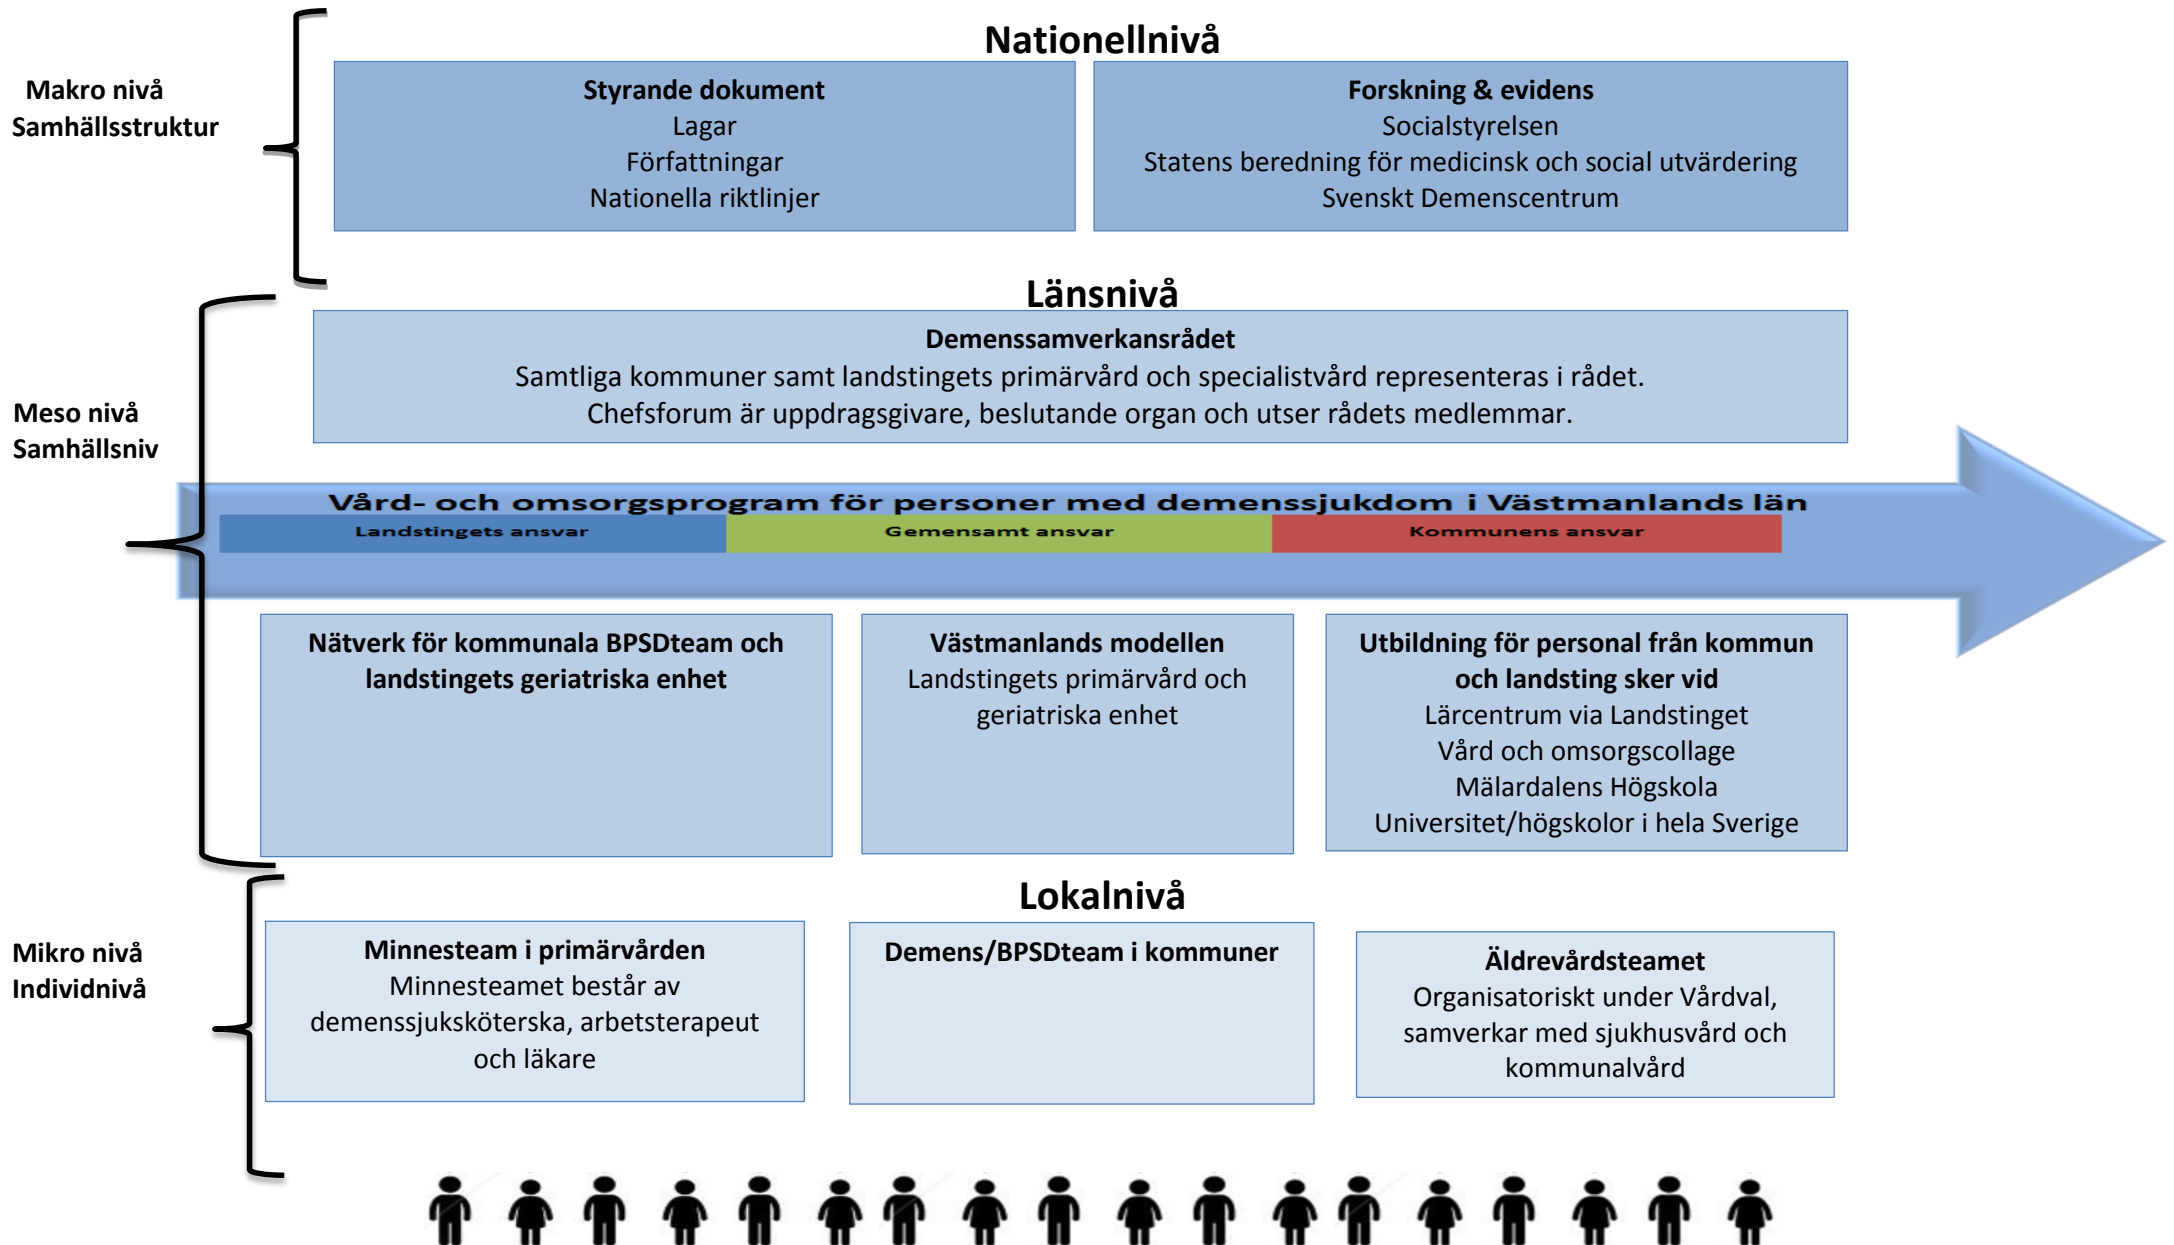 Nationellnivå
Makro nivå
Samhällsstruktur
Styrande dokument
Lagar
Författningar
Nationella riktlinjer
Forskning & evidens
Socialstyrelsen
Statens beredning för medicinsk och social utvärdering
Svenskt Demenscentrum
Länsnivå
Meso nivå
Samhällsniv
Demenssamverkansrådet
Samtliga kommuner samt landstingets primärvård och specialistvård representeras i rådet.
Chefsforum är uppdragsgivare, beslutande organ och utser rådets medlemmar.
Vård- och omsorgsprogram för personer med demenssjukdom i Västmanlands län
Landstingets ansvar
Gemensamt ansvar
Kommunens ansvar
Nätverk för kommunala BPSDteam och
landstingets geriatriska enhet
Västmanlands modellen
Landstingets primärvård och
geriatriska enhet
Utbildning för personal från kommun
och landsting sker vid
Lärcentrum via Landstinget
Vård och omsorgscollage
Mälardalens Högskola
Universitet/högskolor i hela Sverige
Lokalnivå
Mikro nivå
Individnivå
Minnesteam i primärvården
Minnesteamet består av
demenssjuksköterska, arbetsterapeut
och läkare
Demens/BPSDteam i kommuner
Äldrevårdsteamet
Organisatoriskt under Vårdval,
samverkar med sjukhusvård och
kommunalvård